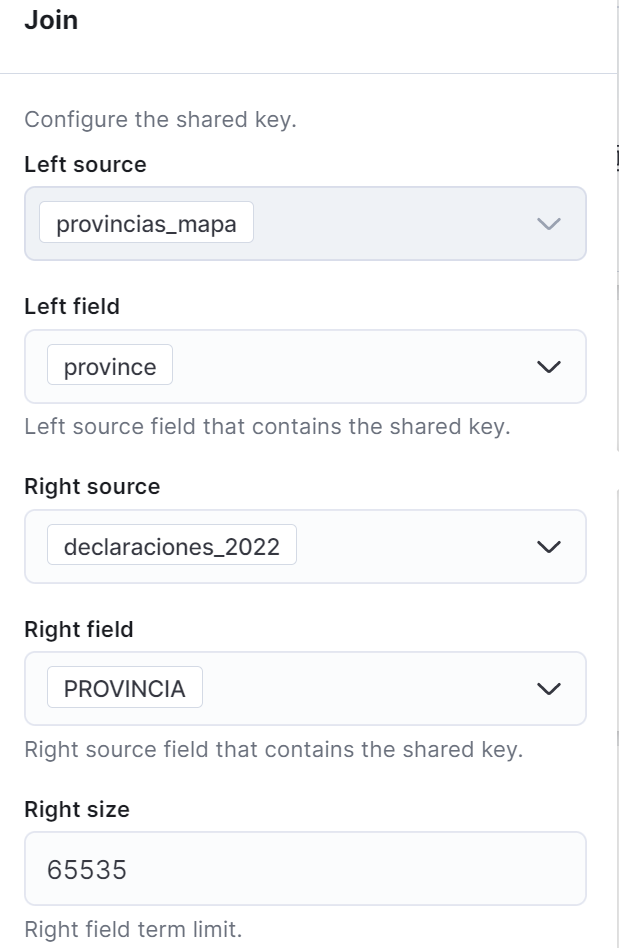 Join
Configure the shared key.
Left source
provincias_mapa
Left field
province
Left source field that contains the shared key.
Right source
declaraciones_2022
Right field
PROVINCIA
Right source field that contains the shared key.
Right size
65535
Right field term limit.